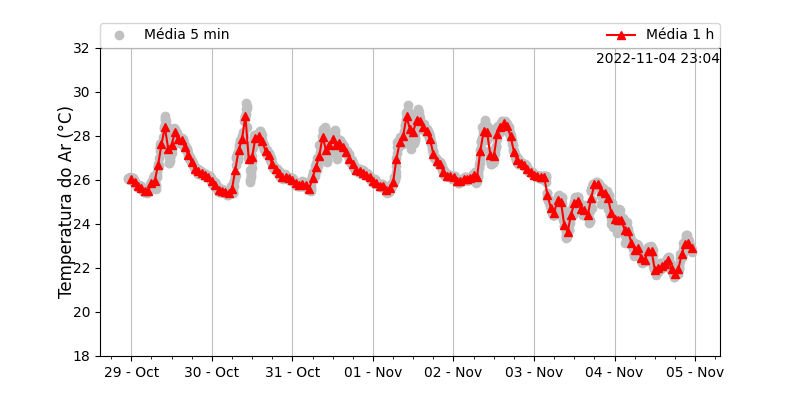 Média 5 min
Média 1 h
2022-11-04 23:04
Temperatura do Ar (°C)
32
30
28
26
24
22
20
18
29 - Oct
30 - Oct
31 - Oct
01 - Nov
02 - Nov
03 - Nov
04 - Nov
05 - Nov